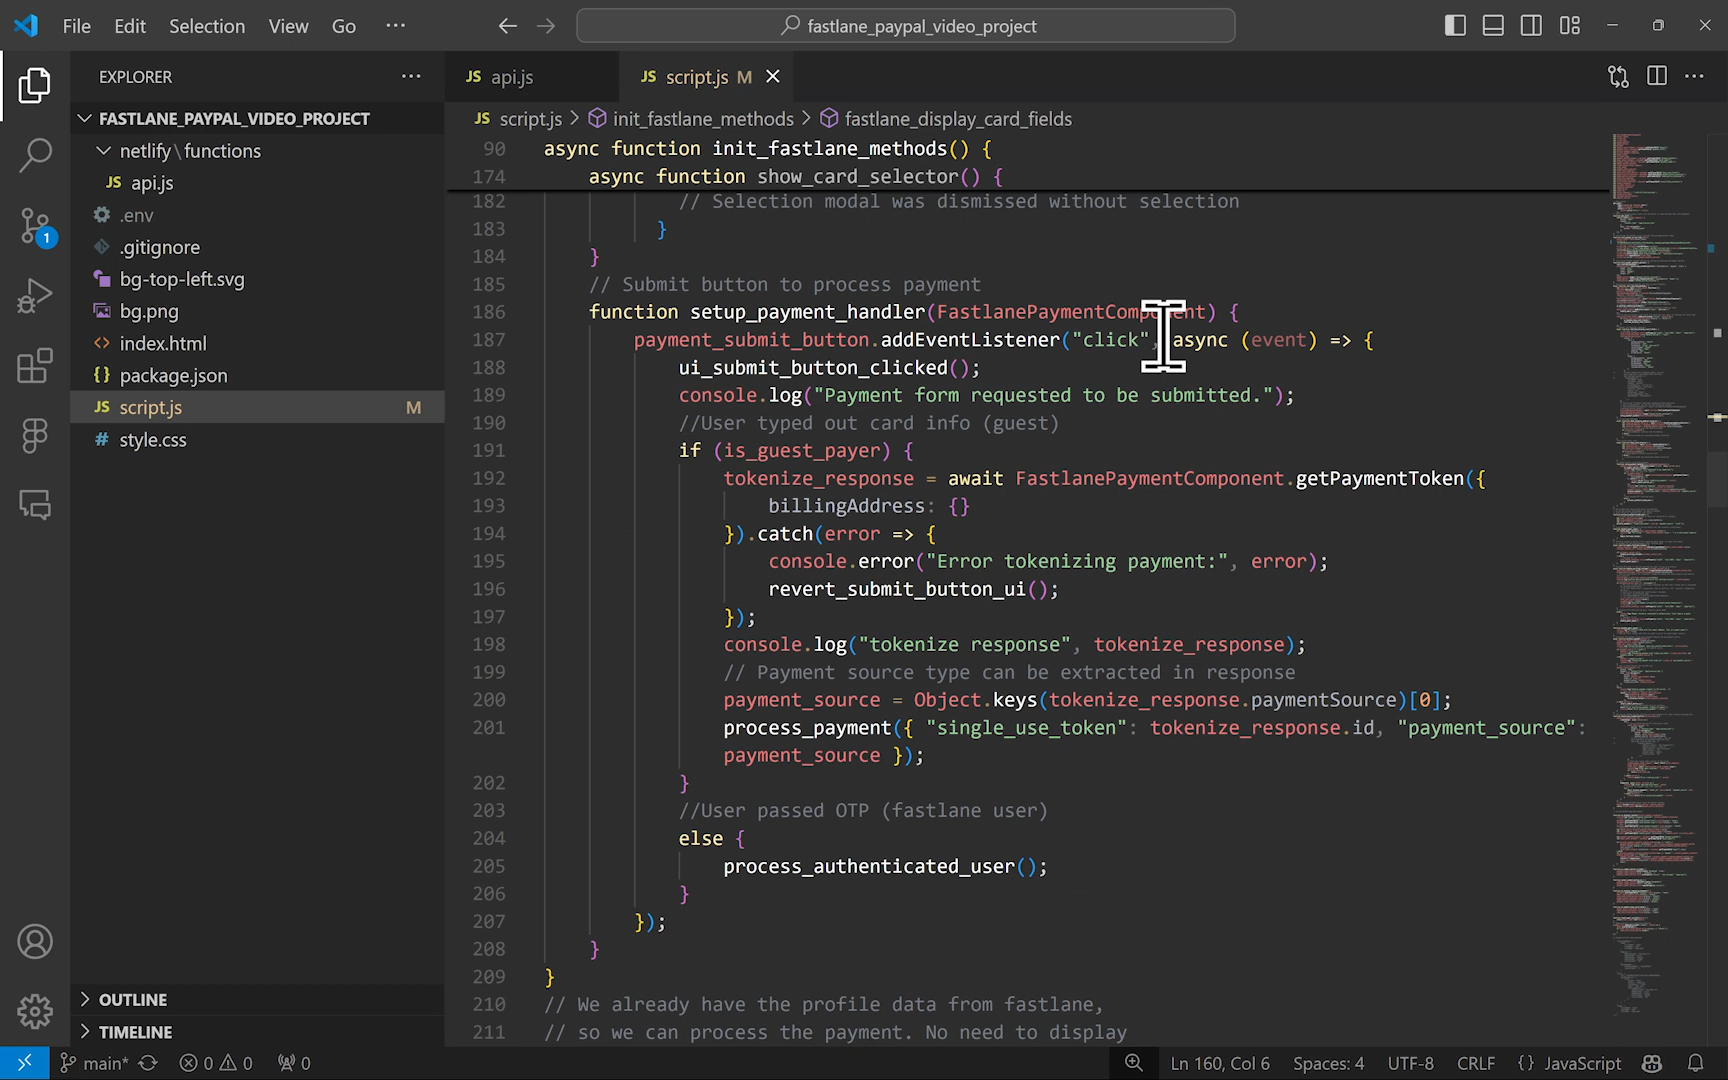 File Edit Selection View Go ···
fastlane_paypal_video_project
EXPLORER
FASTLANE_PAYPAL_VIDEO_PROJECT
netlify\functions
JS api.js
.env
.gitignore
bg-top-left.svg
bg.png
<> index.html
{} package.json
JS script.js M
# style.css
OUTLINE
TIMELINE
JS api.js
JS script.js M
JS script.js > init_fastlane_methods > fastlane_display_card_fields
90 async function init_fastlane_methods() {
174 async function show_card_selector() {
182 // Selection modal was dismissed without selection
183 }
184 }
185 // Submit button to process payment
186 function setup_payment_handler(FastlanePaymentComponent) {
187 payment_submit_button.addEventListener("click", async (event) => {
188 ui_submit_button_clicked();
189 console.log("Payment form requested to be submitted.");
190 //User typed out card info (guest)
191 if (is_guest_payer) {
192 tokenize_response = await FastlanePaymentComponent.getPaymentToken({
193 billingAddress: {}
194 }).catch(error => {
195 console.error("Error tokenizing payment:", error);
196 revert_submit_button_ui();
197 });
198 console.log("tokenize response", tokenize_response);
199 // Payment source type can be extracted in response
200 payment_source = Object.keys(tokenize_response.paymentSource)[0];
201 process_payment({ "single_use_token": tokenize_response.id, "payment_source":
payment_source });
202 }
203 //User passed OTP (fastlane user)
204 else {
205 process_authenticated_user();
206 }
207 });
208 }
209 }
210 // We already have the profile data from fastlane,
211 // so we can process the payment. No need to display
1
main* 0 0 0
Ln 160, Col 6 Spaces: 4 UTF-8 CRLF {} JavaScript